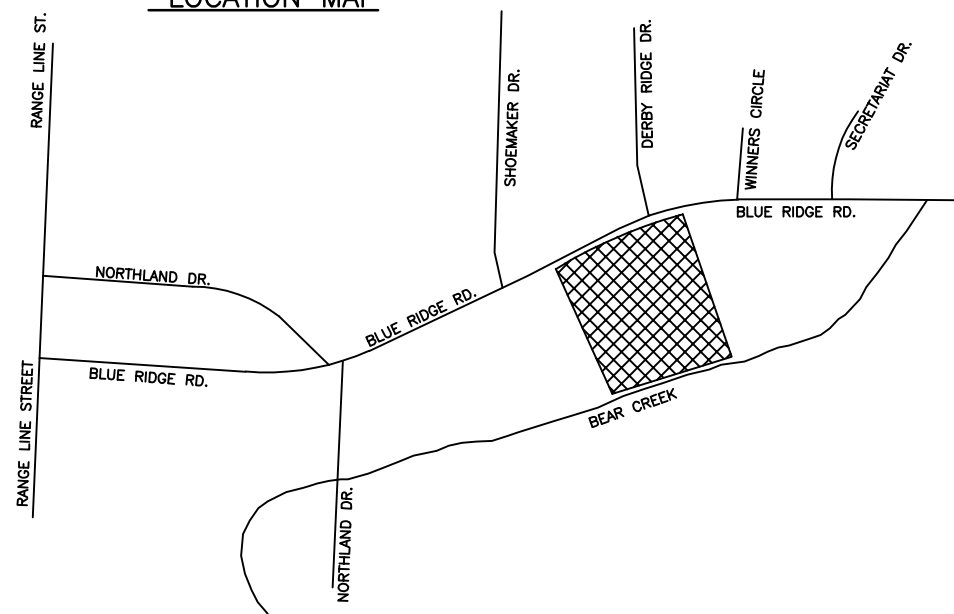 LOCATION MAP
RANGE LINE ST.
SHOEMAKER DR.
DERBY RIDGE DR.
WINNERS CIRCLE
SECRETARIAT DR.
BLUE RIDGE RD.
NORTHLAND DR.
BLUE RIDGE RD.
BLUE RIDGE RD.
RANGE LINE STREET
BEAR CREEK
NORTHLAND DR.